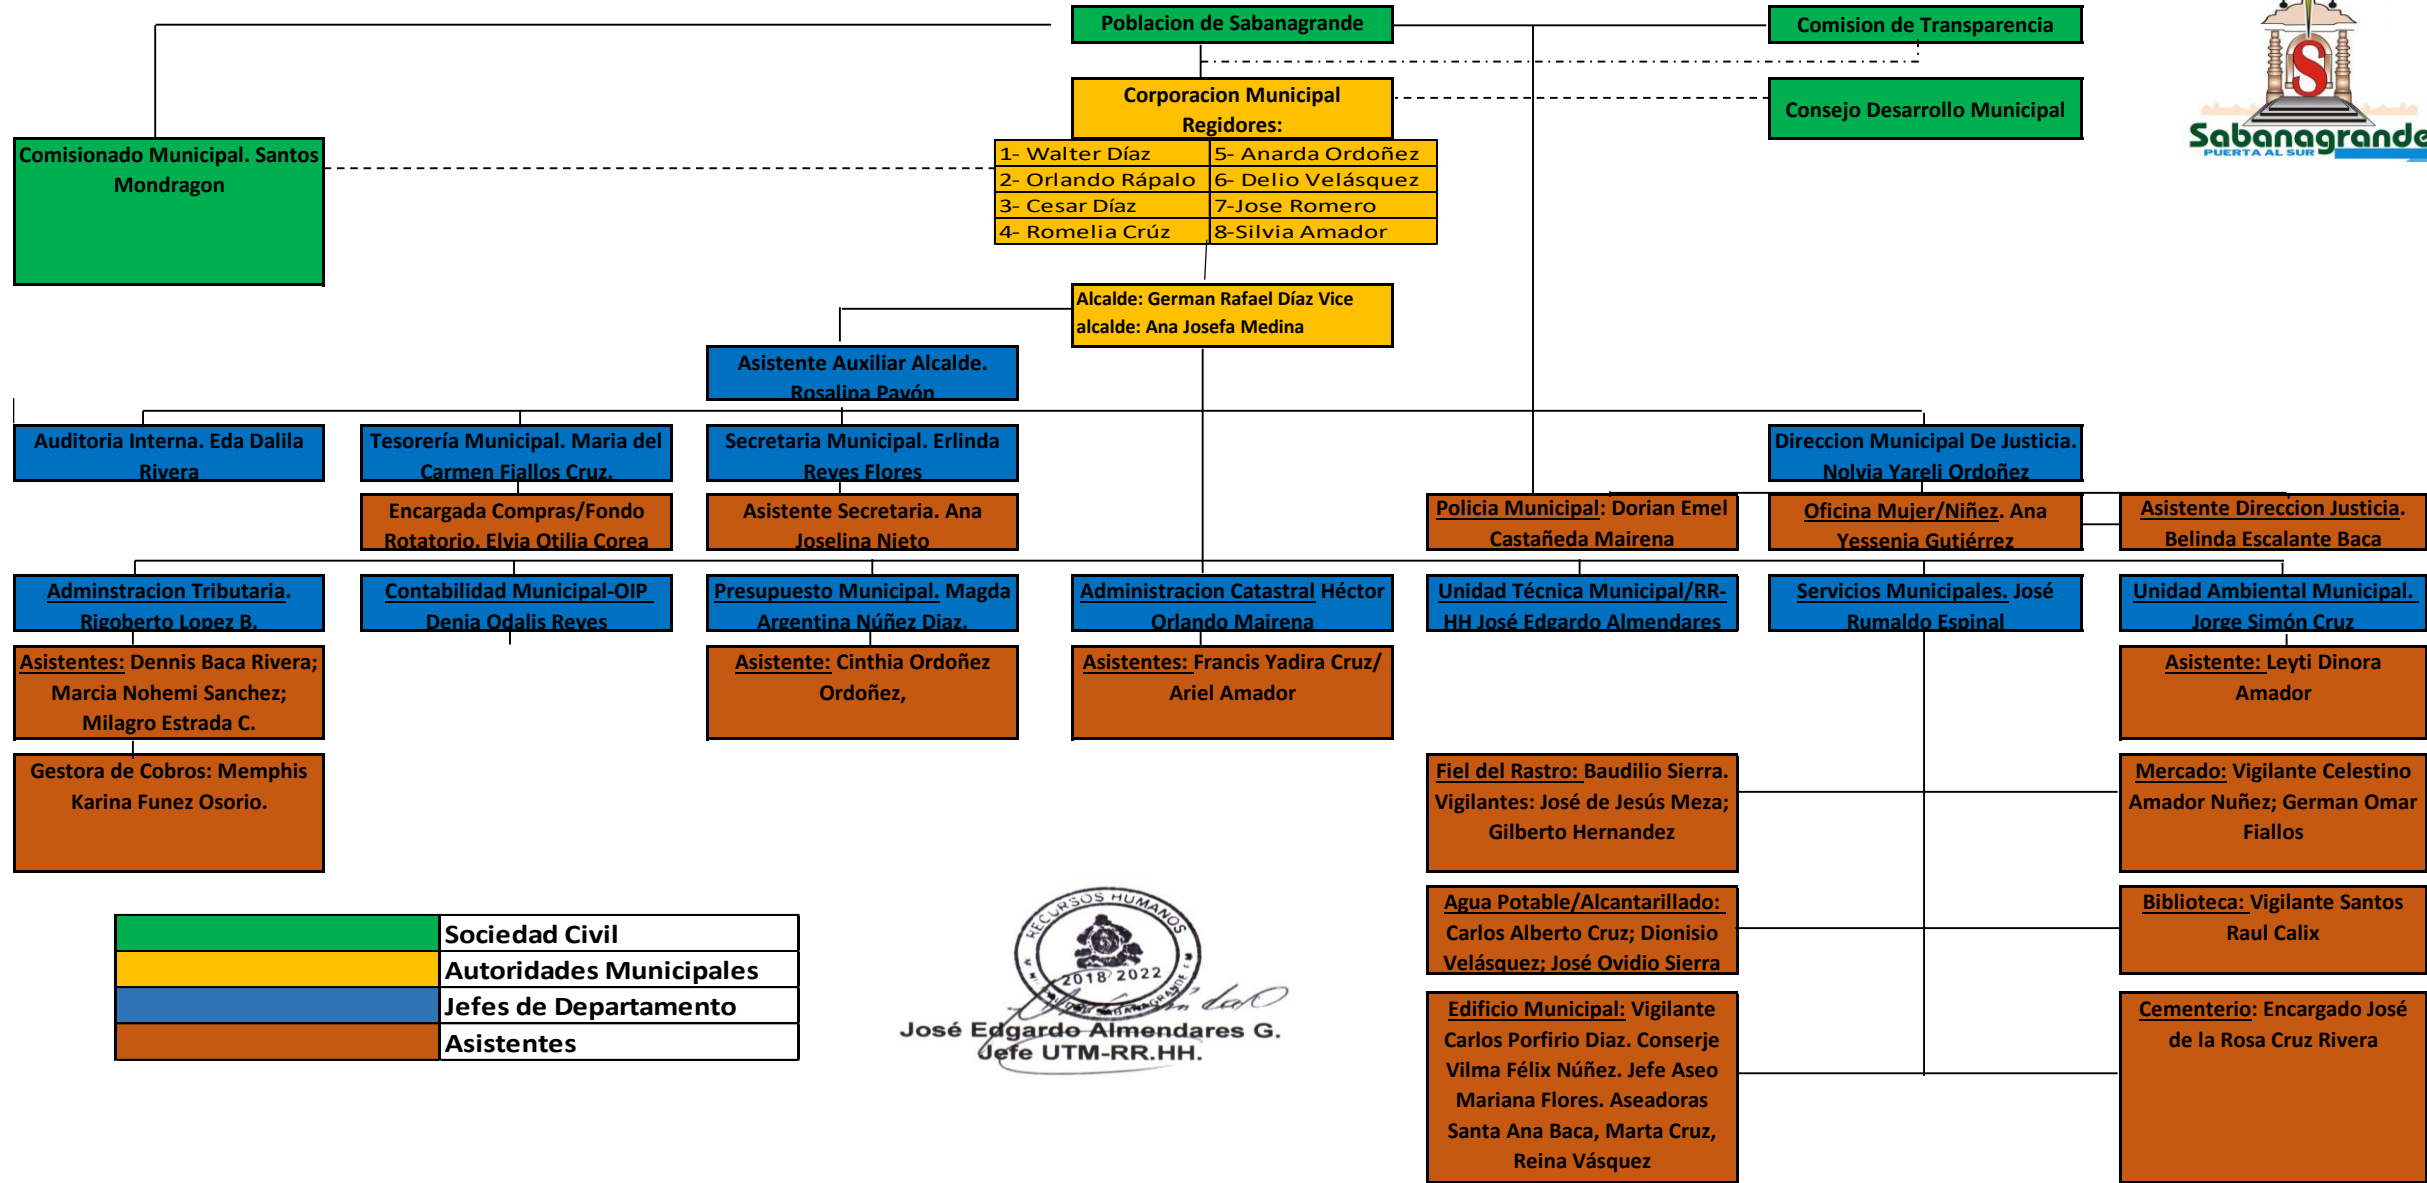 Poblacion de Sabanagrande
Comision de Transparencia
S
Sabanagrande
PUERTA AL SUR
Corporacion Municipal
Regidores:
Consejo Desarrollo Municipal
Comisionado Municipal. Santos
Mondragon
1- Walter Díaz
5- Anarda Ordoñez
2- Orlando Rápalo
6- Delio Velásquez
3- Cesar Díaz
7-Jose Romero
4- Romelia Crúz
8-Silvia Amador
Alcalde: German Rafael Díaz Vice
alcalde: Ana Josefa Medina
Asistente Auxiliar Alcalde.
Rosalina Pavón
Auditoria Interna. Eda Dalila
Rivera
Tesorería Municipal. Maria del
Carmen Fiallos Cruz.
Secretaria Municipal. Erlinda
Reyes Flores
Direccion Municipal De Justicia.
Nolvia Yareli Ordoñez
Encargada Compras/Fondo
Rotatorio. Elvia Otilia Corea
Asistente Secretaria. Ana
Joselina Nieto
Policia Municipal: Dorian Emel
Castañeda Mairena
Oficina Mujer/Niñez. Ana
Yessenia Gutiérrez
Asistente Direccion Justicia.
Belinda Escalante Baca
Adminstracion Tributaria.
Rigoberto Lopez B.
Contabilidad Municipal-OIP
Denia Odalis Reyes
Presupuesto Municipal. Magda
Argentina Núñez Diaz.
Administracion Catastral Héctor
Orlando Mairena
Unidad Técnica Municipal/RR-
HH José Edgardo Almendares
Servicios Municipales. José
Rumaldo Espinal
Unidad Ambiental Municipal.
Jorge Simón Cruz
Asistentes: Dennis Baca Rivera;
Marcia Nohemi Sanchez;
Milagro Estrada C.
Asistente: Cinthia Ordoñez
Ordoñez,
Asistentes: Francis Yadira Cruz/
Ariel Amador
Asistente: Leyti Dinora
Amador
Gestora de Cobros: Memphis
Karina Funez Osorio.
Fiel del Rastro: Baudilio Sierra.
Vigilantes: José de Jesús Meza;
Gilberto Hernandez
Mercado: Vigilante Celestino
Amador Nuñez; German Omar
Fiallos
Agua Potable/Alcantarillado:
Carlos Alberto Cruz; Dionisio
Velásquez; José Ovidio Sierra
Biblioteca: Vigilante Santos
Raul Calix
Edificio Municipal: Vigilante
Carlos Porfirio Diaz. Conserje
Vilma Félix Núñez. Jefe Aseo
Mariana Flores. Aseadoras
Santa Ana Baca, Marta Cruz,
Reina Vásquez
Cementerio: Encargado José
de la Rosa Cruz Rivera
Sociedad Civil
Autoridades Municipales
Jefes de Departamento
Asistentes
RECURSOS HUMANOS
2018 2022
SABANAGRANDE
José Edgardo Almendares G.
Jefe UTM-RR.HH.